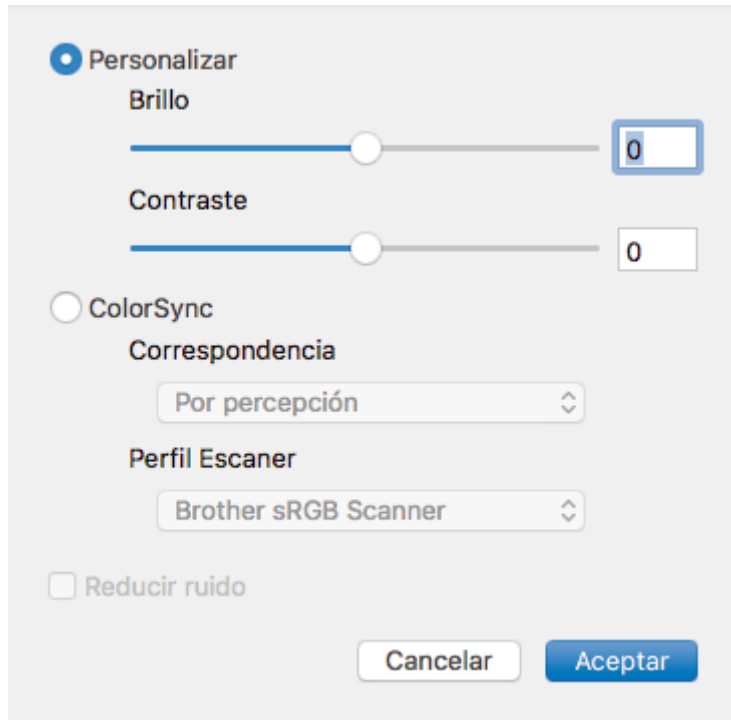 Personalizar
Brillo
0
Contraste
0
ColorSync
Correspondencia
Por percepción
Perfil Escaner
Brother sRGB Scanner
Reducir ruido
Cancelar Aceptar